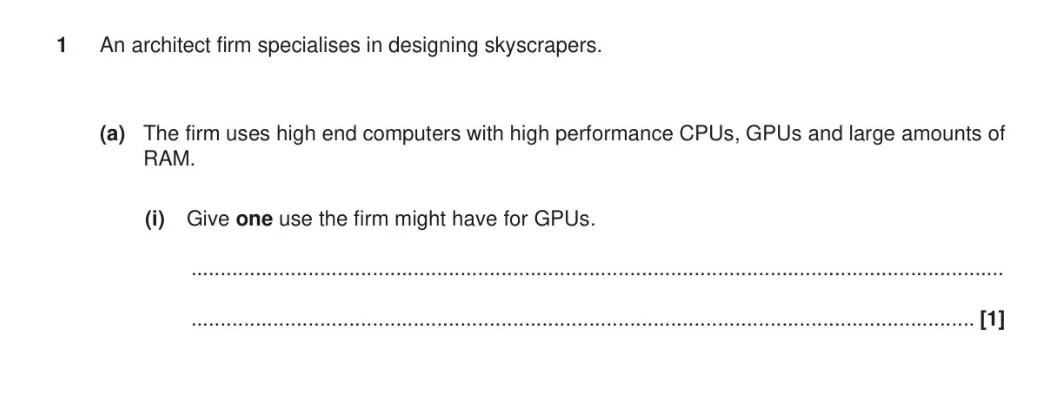 1 An architect firm specialises in designing skyscrapers.
(a) The firm uses high end computers with high performance CPUs, GPUs and large amounts of
RAM.
(i) Give one use the firm might have for GPUs.
...................................................................................................................................................
.............................................................................................................................................. [1]